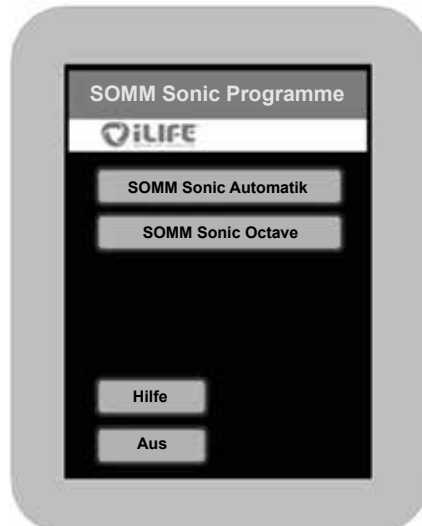 SOMM Sonic Programme
iLIFE
SOMM Sonic Automatik
SOMM Sonic Octave
Hilfe
Aus